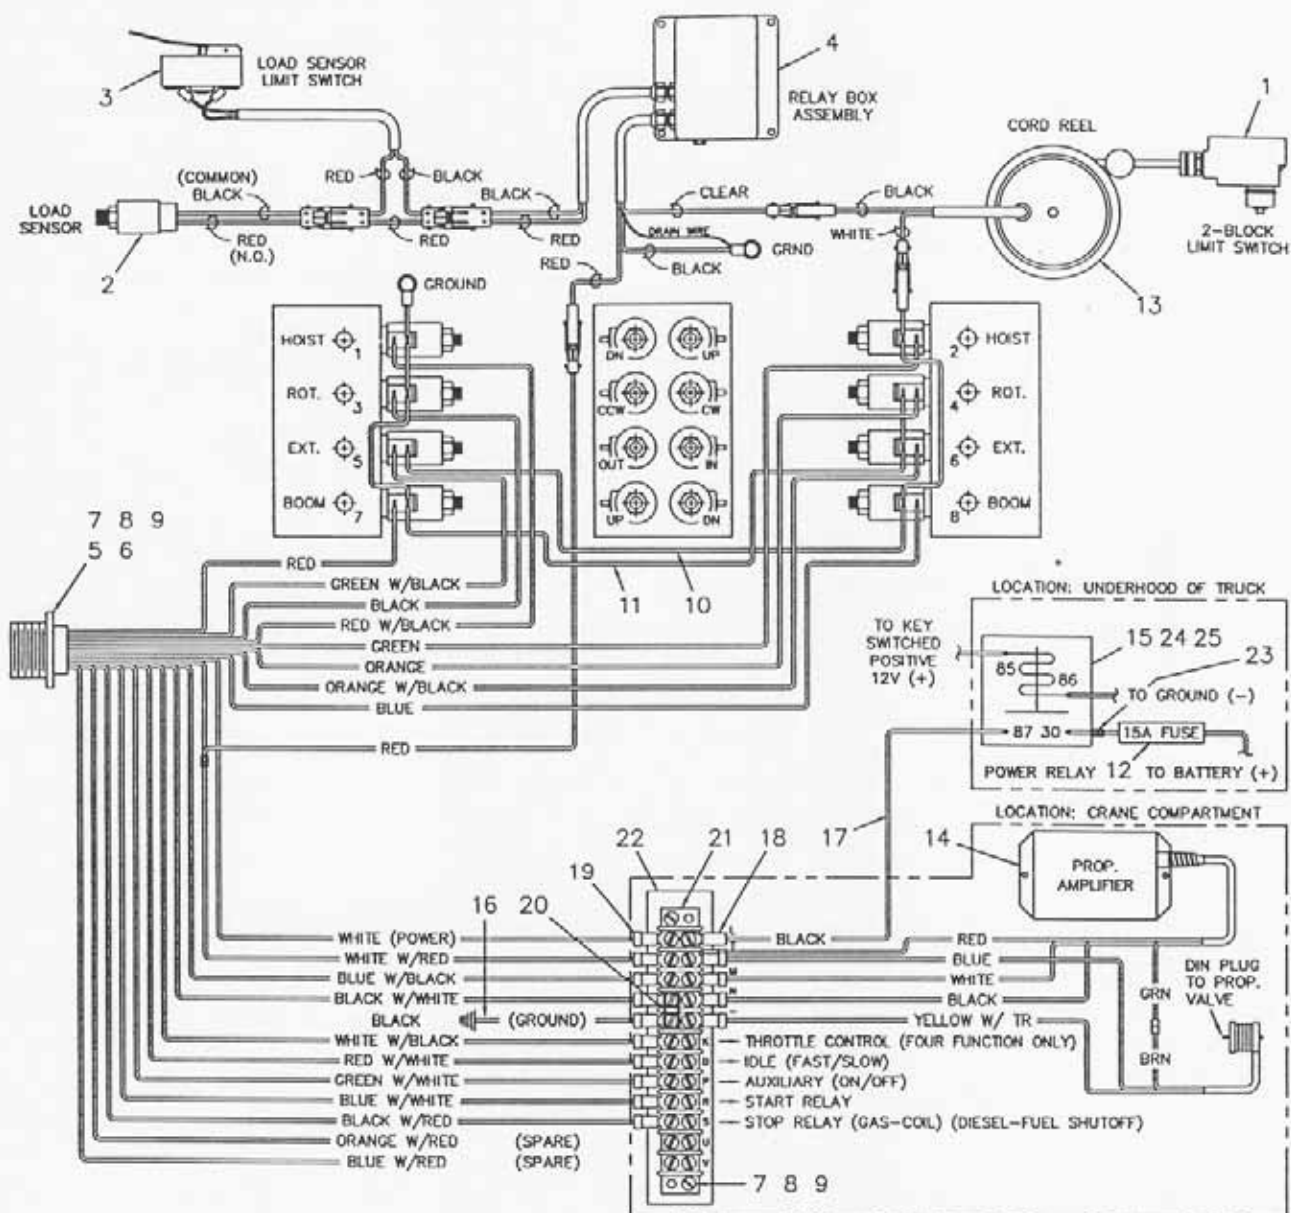 3
LOAD SENSOR
LIMIT SWITCH
4
RELAY BOX
ASSEMBLY
1
CORD REEL
2-BLOCK
LIMIT SWITCH
13
(COMMON)
BLACK
RED
BLACK
BLACK
CLEAR
BLACK
LOAD
SENSOR
RED
(N.O.)
RED
RED
DRAIN WIRE
WHITE
2
RED
BLACK
GRND
GROUND
HOIST 1
ROT. 3
EXT. 5
BOOM 7
DN UP
CCW CW
OUT IN
UP DN
2 HOIST
4 ROT.
6 EXT.
8 BOOM
7 8 9
5 6
RED
GREEN W/BLACK
BLACK
RED W/BLACK
GREEN
ORANGE
ORANGE W/BLACK
BLUE
RED
11
10
LOCATION: UNDERHOOD OF TRUCK
TO KEY
SWITCHED
POSITIVE
12V (+)
15 24 25
23
85
86
TO GROUND (-)
87 30
15A FUSE
POWER RELAY 12 TO BATTERY (+)
LOCATION: CRANE COMPARTMENT
17
14
PROP.
AMPLIFIER
22
21
18
19
20
16
WHITE (POWER)
L
BLACK
RED
WHITE W/RED
T
BLUE
BLUE W/BLACK
M
WHITE
BLACK W/WHITE
N
BLACK
BLACK
(GROUND)
YELLOW W/ TR
DIN PLUG
TO PROP.
VALVE
GRN
BRN
WHITE W/BLACK
K
THROTTLE CONTROL (FOUR FUNCTION ONLY)
RED W/WHITE
IDLE (FAST/SLOW)
GREEN W/WHITE
P
AUXILIARY (ON/OFF)
BLUE W/WHITE
R
START RELAY
BLACK W/RED
S
STOP RELAY (GAS-COIL) (DIESEL-FUEL SHUTOFF)
ORANGE W/RED (SPARE)
U
BLUE W/RED (SPARE)
V
7 8 9